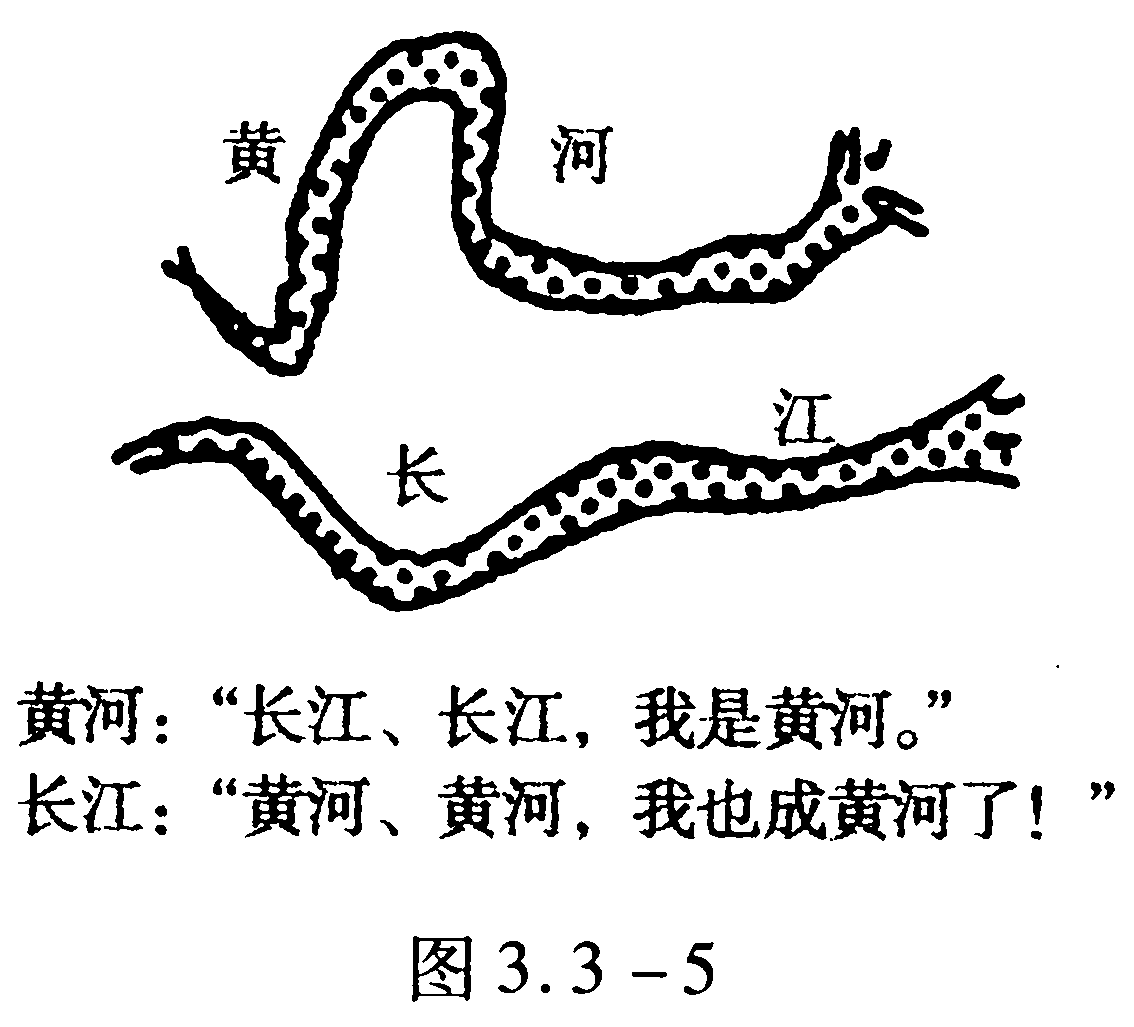 黄 河
江
长
黄河：“长江、长江，我是黄河。”
长江：“黄河、黄河，我也成黄河了！”
图 3.3－5